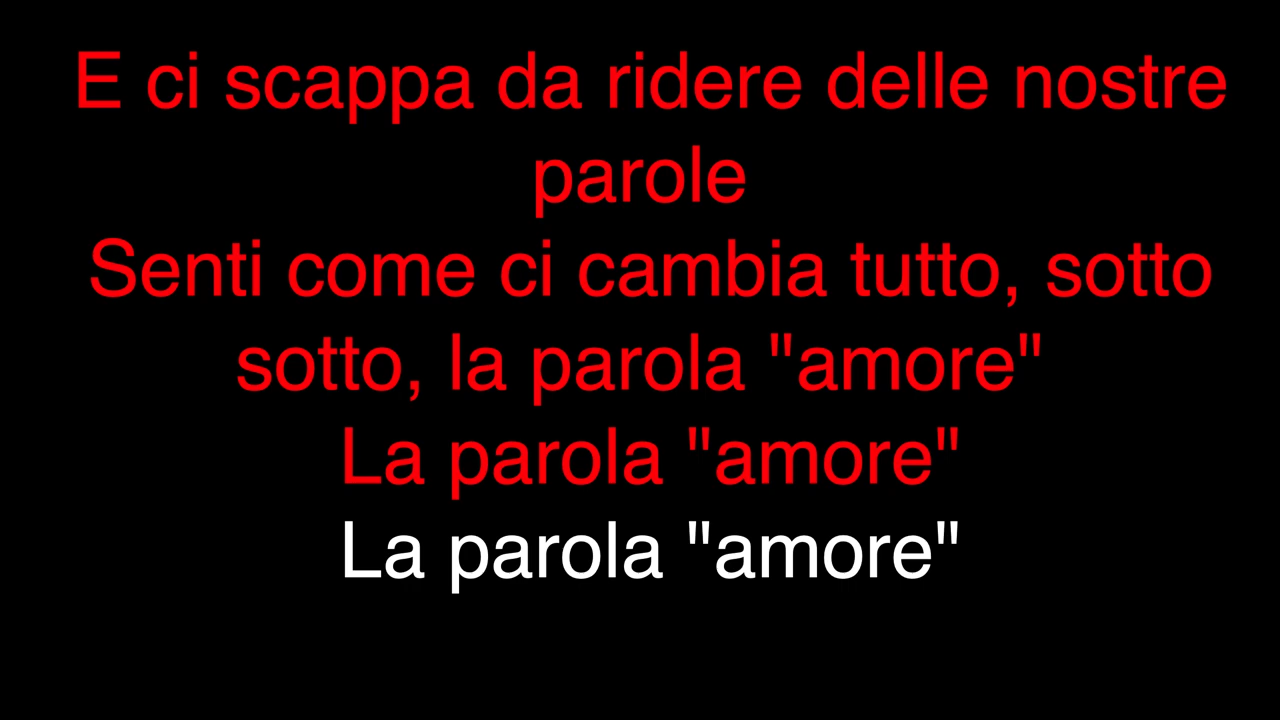 E ci scappa da ridere delle nostre
parole
Senti come ci cambia tutto, sotto
sotto, la parola "amore"
La parola "amore"
La parola "amore"